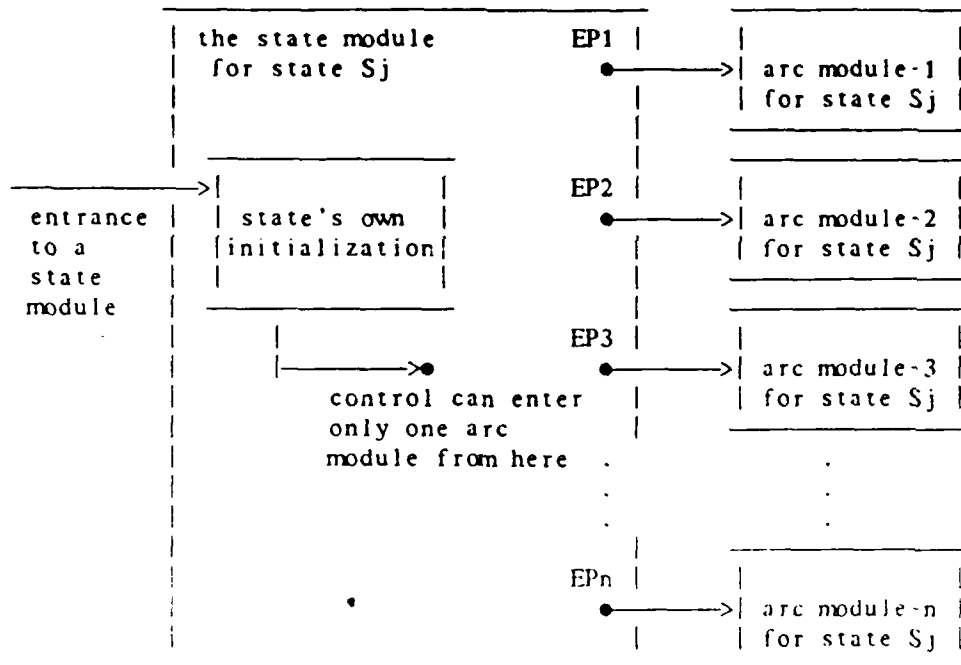 the state module
for state Sj
EP1
arc module-1
for state Sj
entrance
to a
state
module
state's own
initialization
EP2
arc module-2
for state Sj
EP3
arc module-3
for state Sj
control can enter
only one arc
module from here
.
.
.
.
.
.
EPn
arc module-n
for state Sj